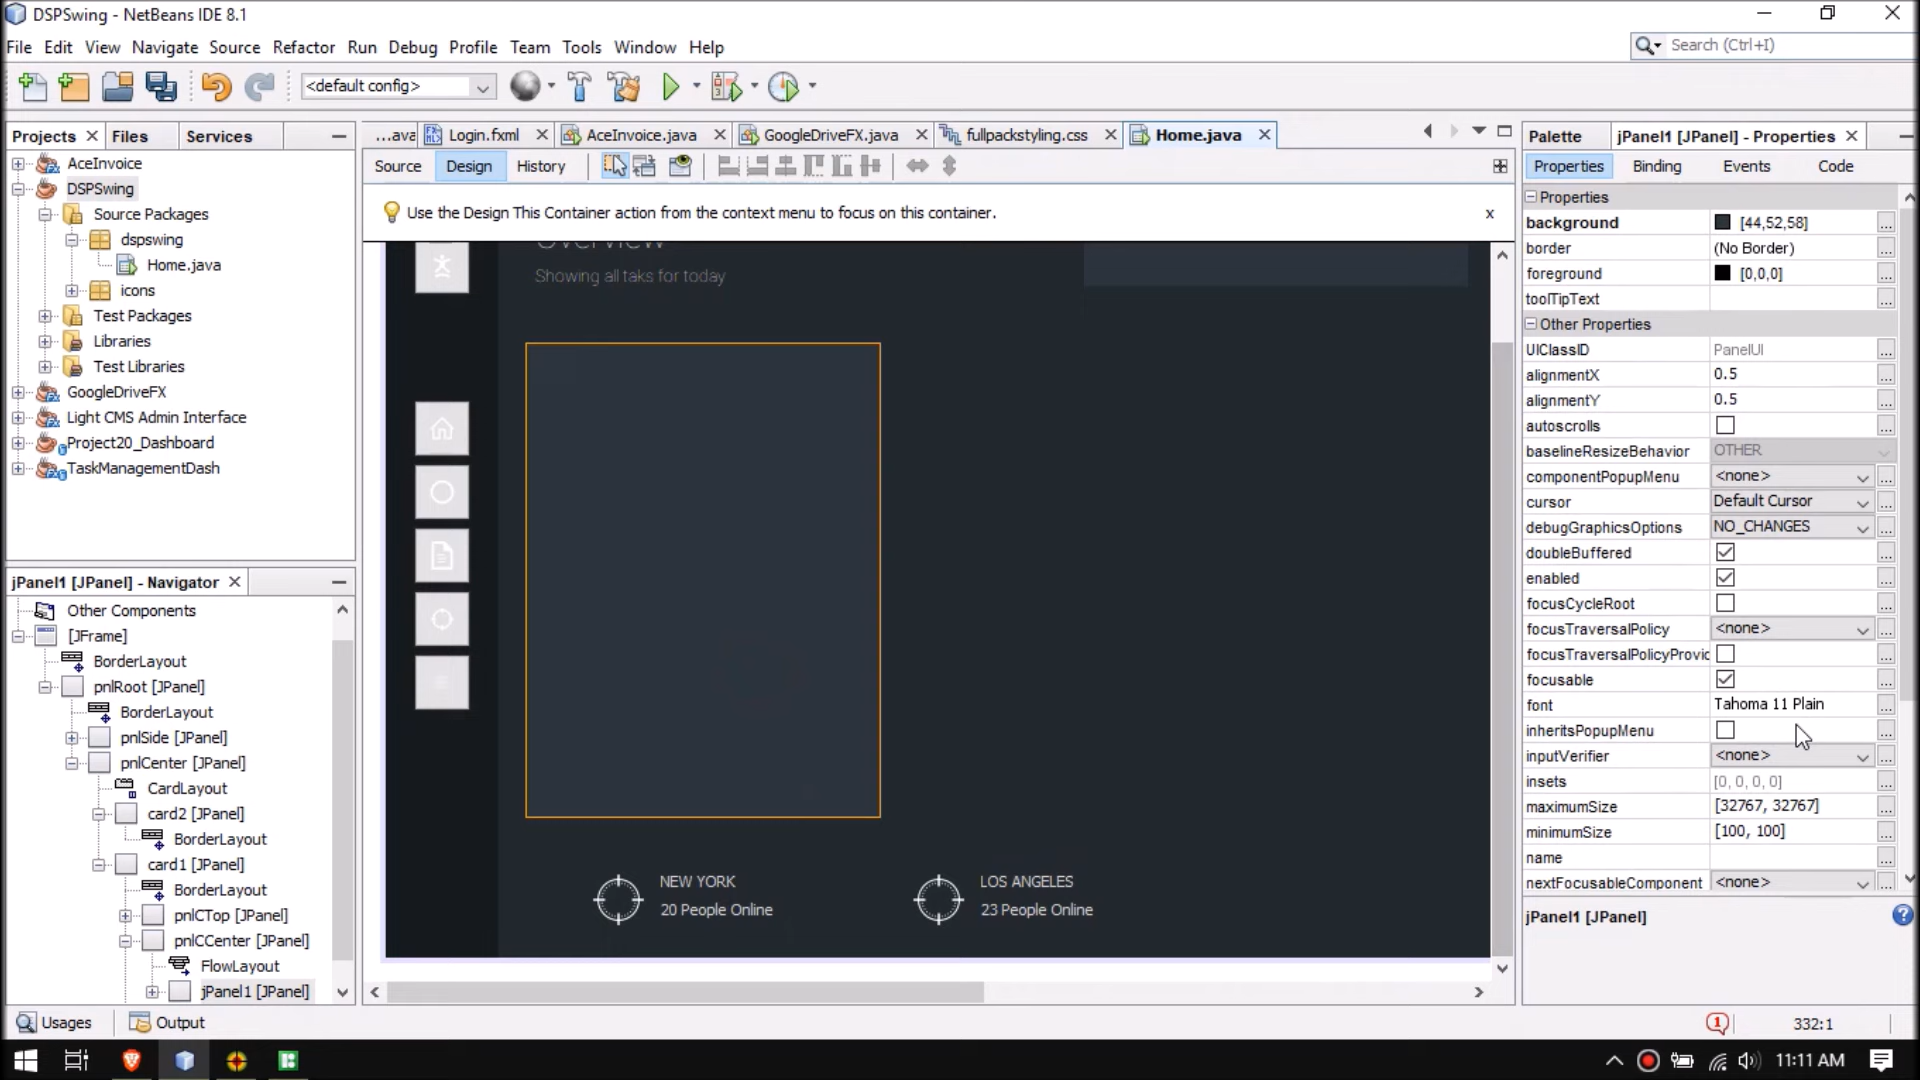 DSPSwing - NetBeans IDE 8.1
File Edit View Navigate Source Refactor Run Debug Profile Team Tools Window Help
Search (Ctrl+I)
<default config>
Projects Files Services
AceInvoice
DSPSwing
Source Packages
dspswing
Home.java
icons
Test Packages
Libraries
Test Libraries
GoogleDriveFX
Light CMS Admin Interface
Project20_Dashboard
TaskManagementDash
jPanel1 [JPanel] - Navigator
Other Components
[JFrame]
BorderLayout
pnlRoot [JPanel]
BorderLayout
pnlSide [JPanel]
pnlCenter [JPanel]
CardLayout
card2 [JPanel]
BorderLayout
card1 [JPanel]
BorderLayout
pnlCTop [JPanel]
pnlCCenter [JPanel]
FlowLayout
jPanel1 [JPanel]
...ava Login.fxml AceInvoice.java GoogleDriveFX.java fullpackstyling.css Home.java
Source Design History
Use the Design This Container action from the context menu to focus on this container.
x
Overview
Showing all taks for today
NEW YORK
20 People Online
LOS ANGELES
23 People Online
Palette jPanel1 [JPanel] - Properties
Properties Binding Events Code
Properties
background [44,52,58] ...
border (No Border) ...
foreground [0,0,0] ...
toolTipText ...
Other Properties
UIClassID PanelUI ...
alignmentX 0.5 ...
alignmentY 0.5 ...
autoscrolls ...
baselineResizeBehavior OTHER
componentPopupMenu <none> ...
cursor Default Cursor ...
debugGraphicsOptions NO_CHANGES ...
doubleBuffered ...
enabled ...
focusCycleRoot ...
focusTraversalPolicy <none> ...
focusTraversalPolicyProvic ...
focusable ...
font Tahoma 11 Plain ...
inheritsPopupMenu ...
inputVerifier <none> ...
insets [0, 0, 0, 0] ...
maximumSize [32767, 32767] ...
minimumSize [100, 100] ...
name ...
nextFocusableComponent <none> ...
jPanel1 [JPanel]
Usages Output
1
332:1
11:11 AM